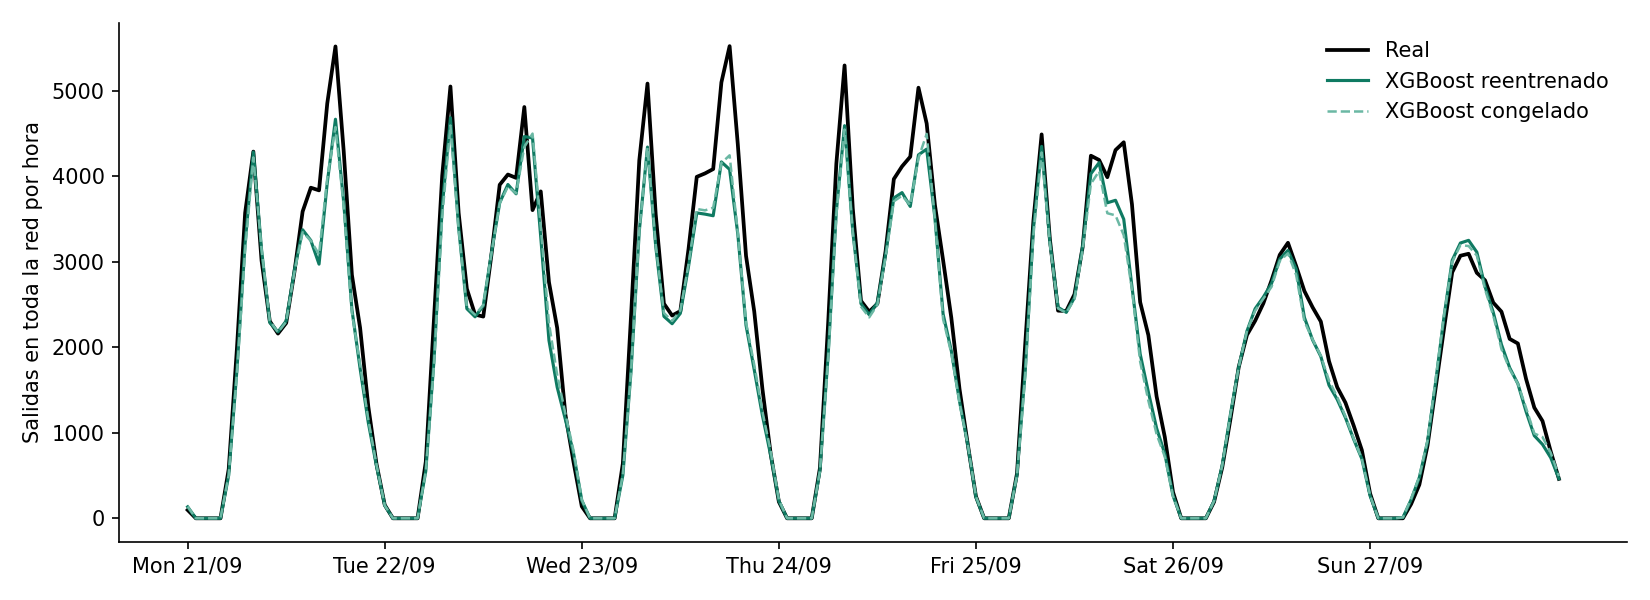 Real
XGBoost reentrenado
XGBoost congelado
Salidas en toda la red por hora
5000
4000
3000
2000
1000
0
Mon 21/09 Tue 22/09 Wed 23/09 Thu 24/09 Fri 25/09 Sat 26/09 Sun 27/09